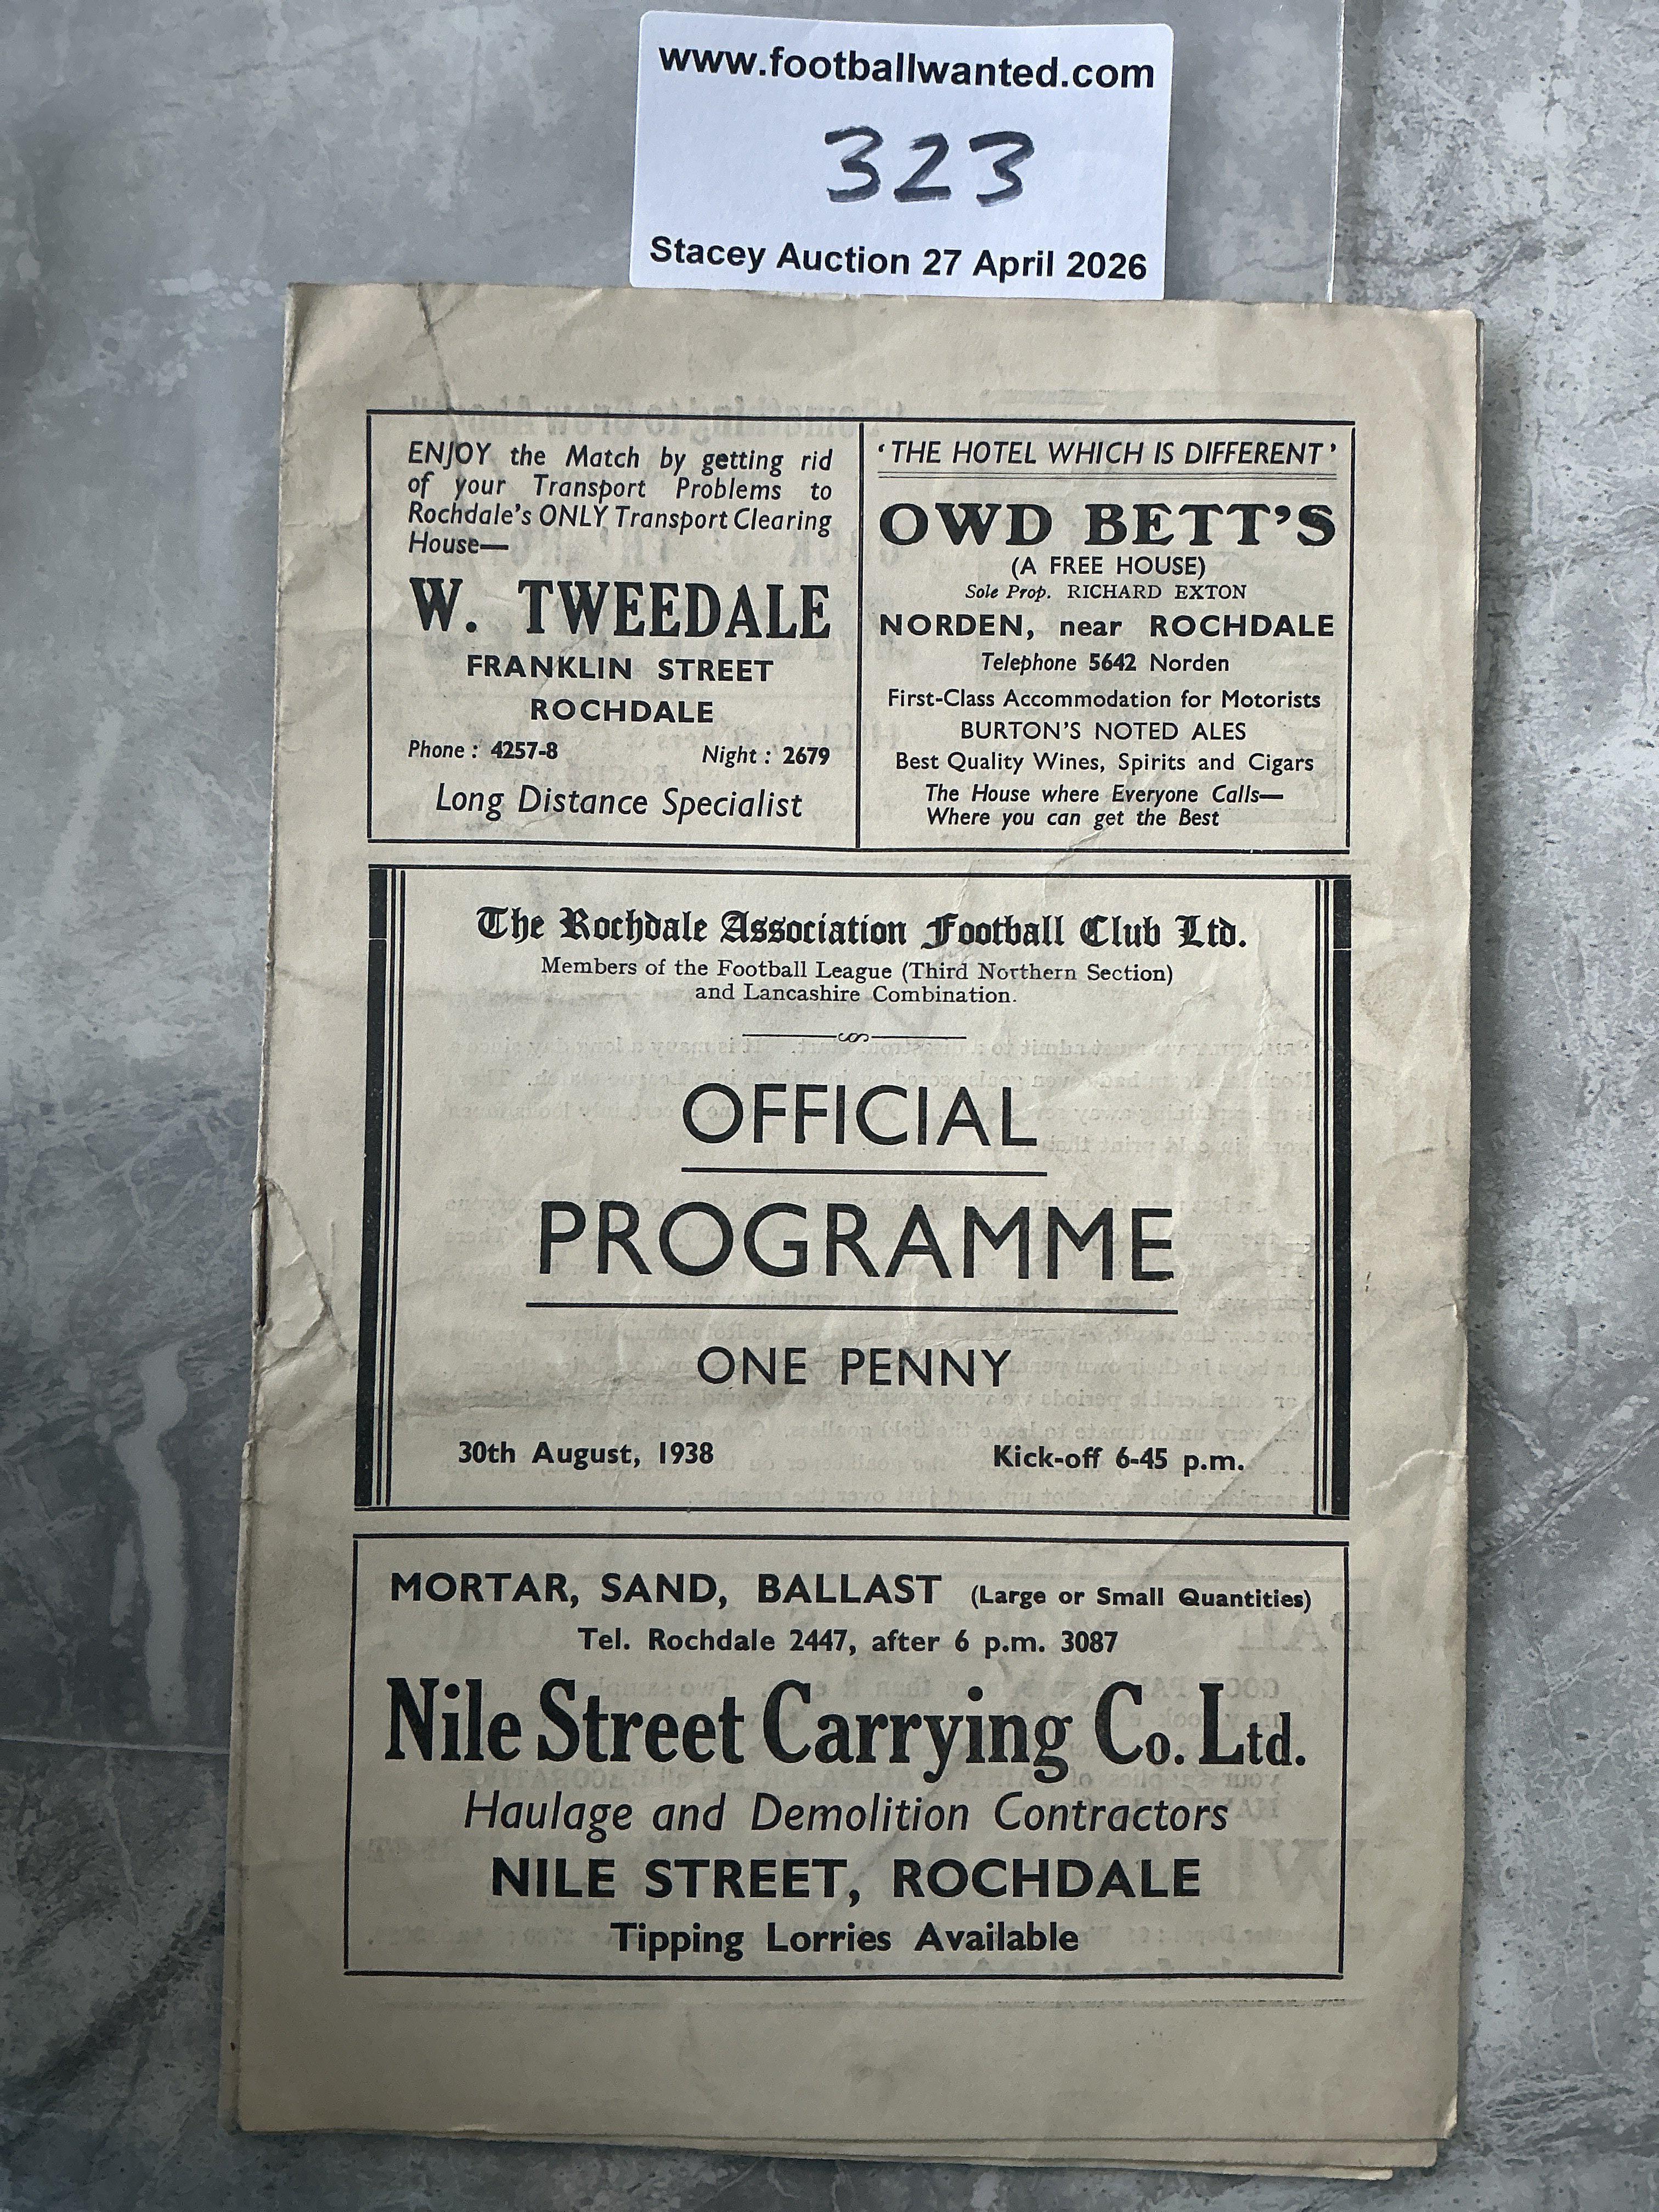 www.footballwanted.com
323
Stacey Auction 27 April 2026
ENJOY the Match by getting rid
of your Transport Problems to
Rochdale's ONLY Transport Clearing
House—
W. TWEEDALE
FRANKLIN STREET
ROCHDALE
Phone : 4257-8 Night : 2679
Long Distance Specialist
'THE HOTEL WHICH IS DIFFERENT'
OWD BETT'S
(A FREE HOUSE)
Sole Prop. RICHARD EXTON
NORDEN, near ROCHDALE
Telephone 5642 Norden
First-Class Accommodation for Motorists
BURTON'S NOTED ALES
Best Quality Wines, Spirits and Cigars
The House where Everyone Calls—
Where you can get the Best
The Rochdale Association Football Club Ltd.
Members of the Football League (Third Northern Section)
and Lancashire Combination.
OFFICIAL
PROGRAMME
ONE PENNY
30th August, 1938 Kick-off 6-45 p.m.
MORTAR, SAND, BALLAST (Large or Small Quantities)
Tel. Rochdale 2447, after 6 p.m. 3087
Nile Street Carrying Co. Ltd.
Haulage and Demolition Contractors
NILE STREET, ROCHDALE
Tipping Lorries Available